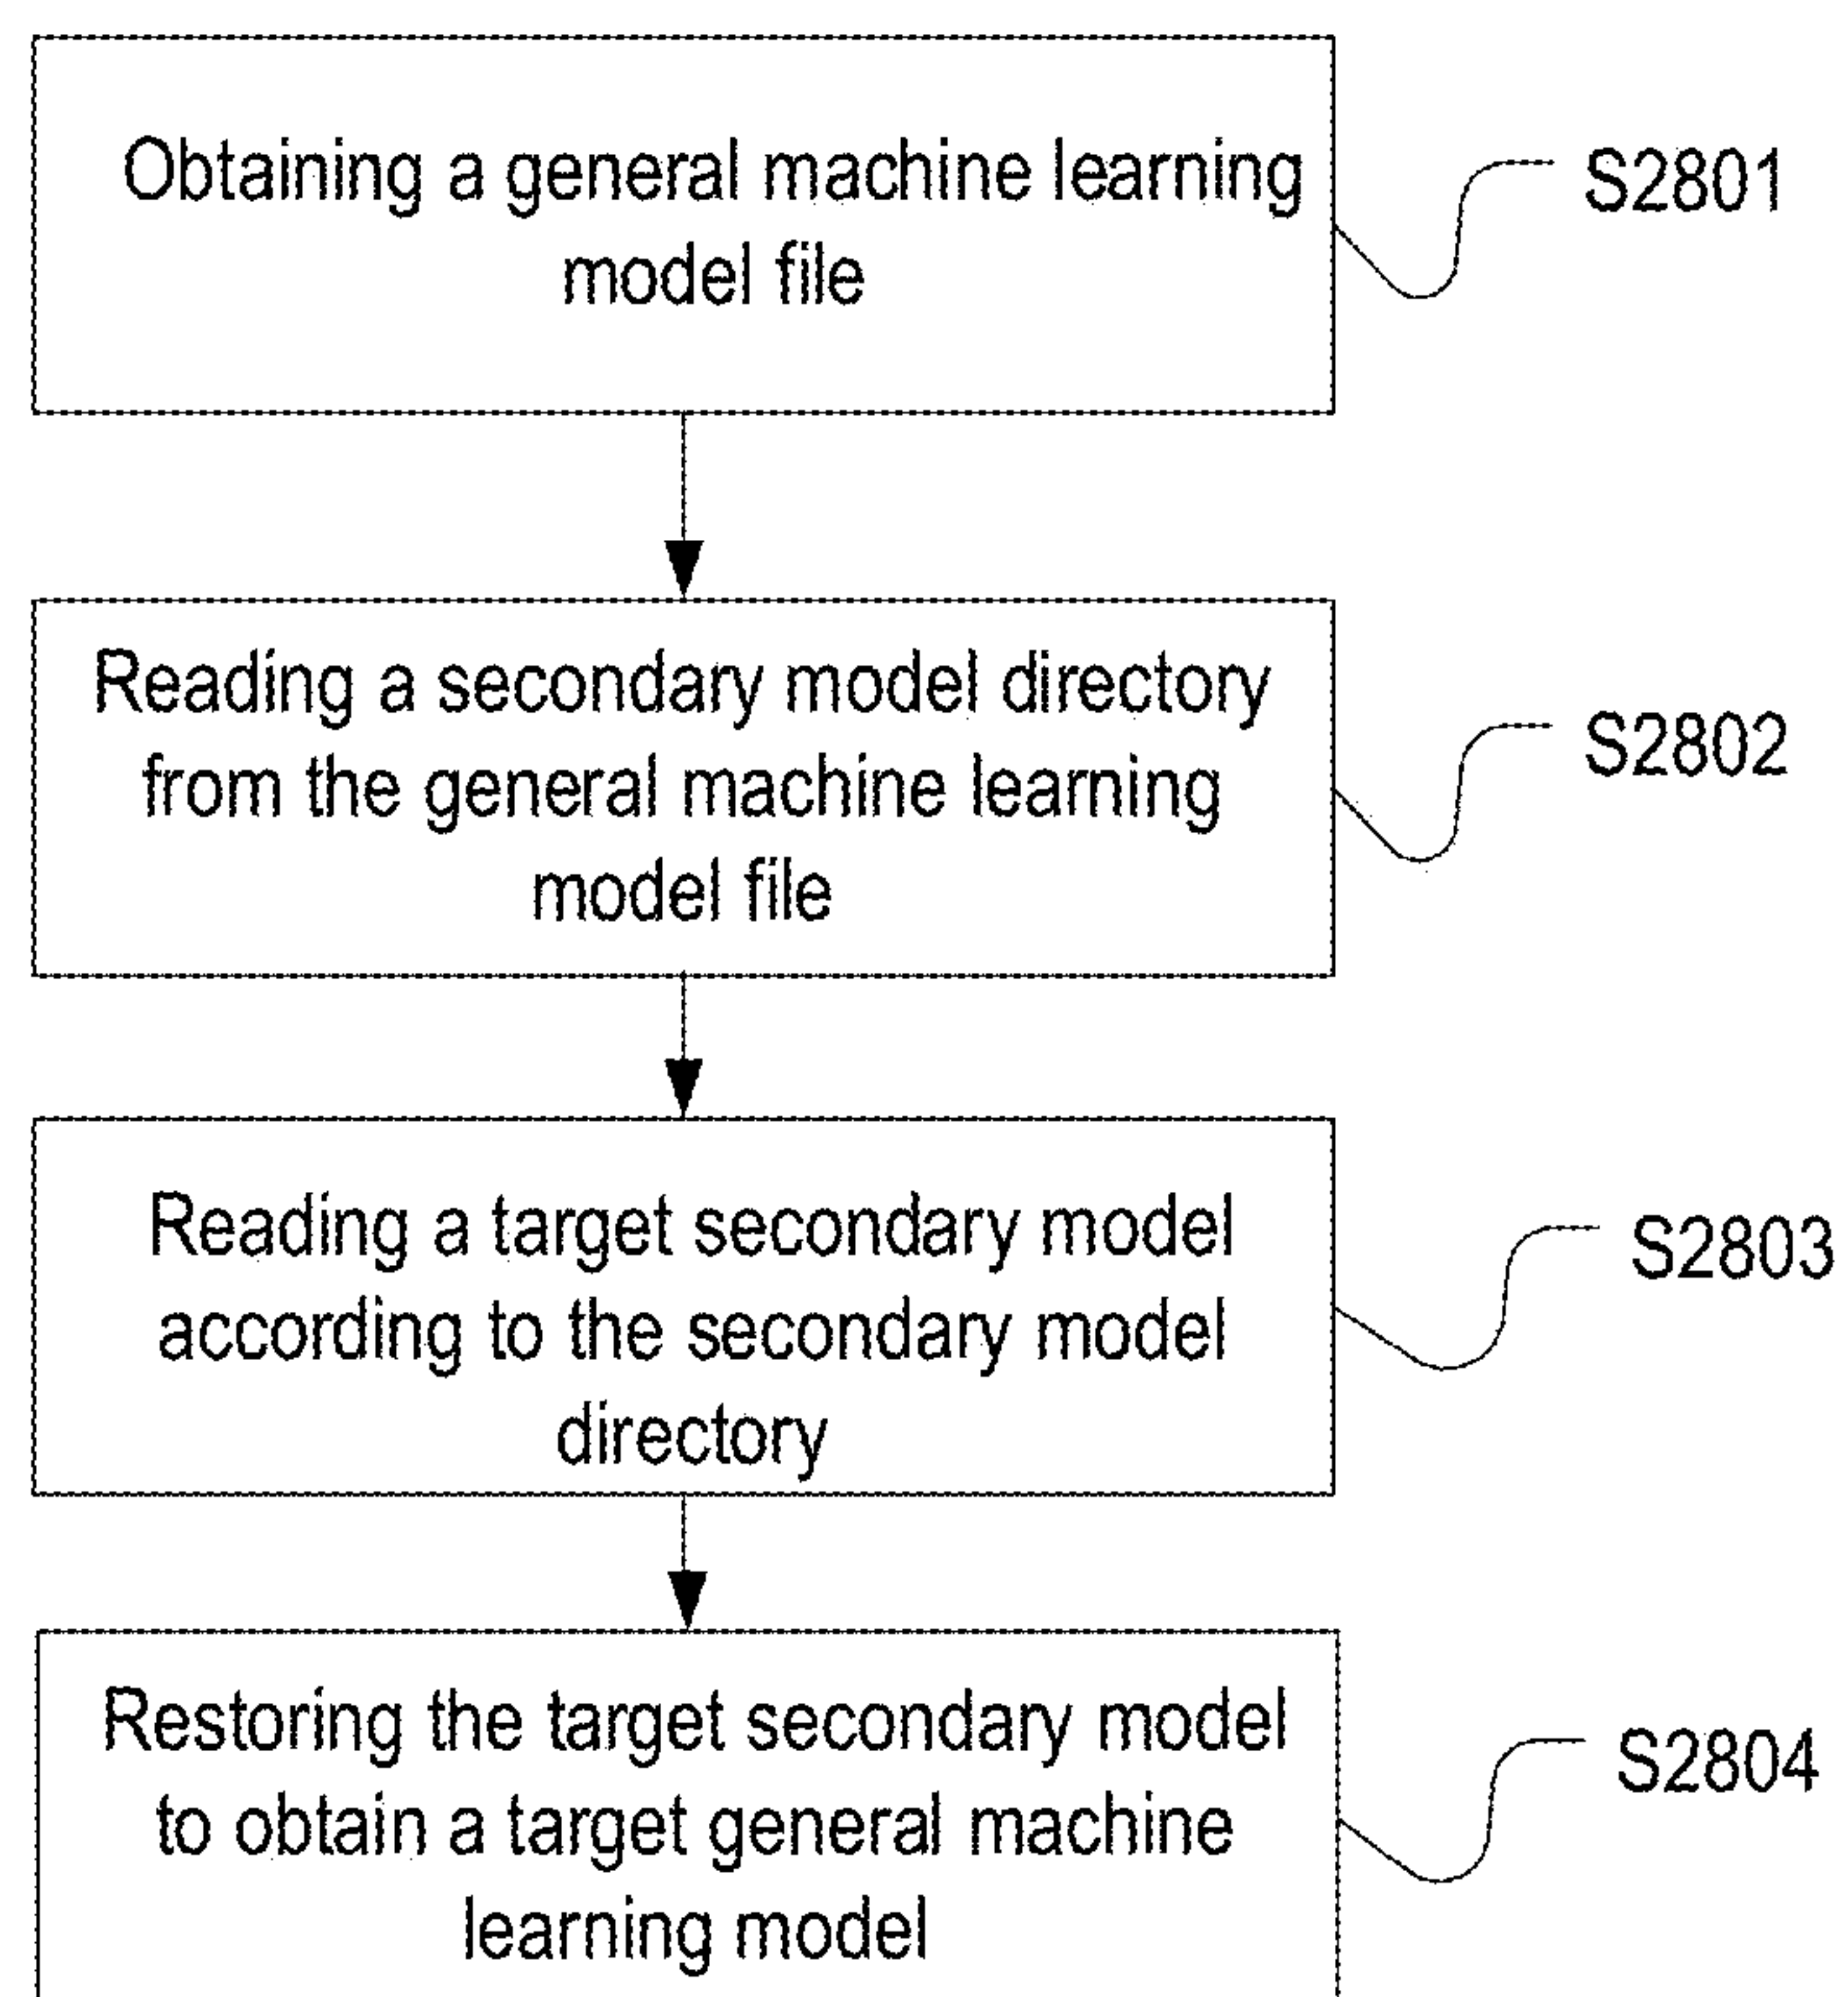 Obtaining a general machine learning
model file
S2801
Reading a secondary model directory
from the general machine learning
model file
S2802
Reading a target secondary model
according to the secondary model
directory
S2803
Restoring the target secondary model
to obtain a target general machine
learning model
S2804